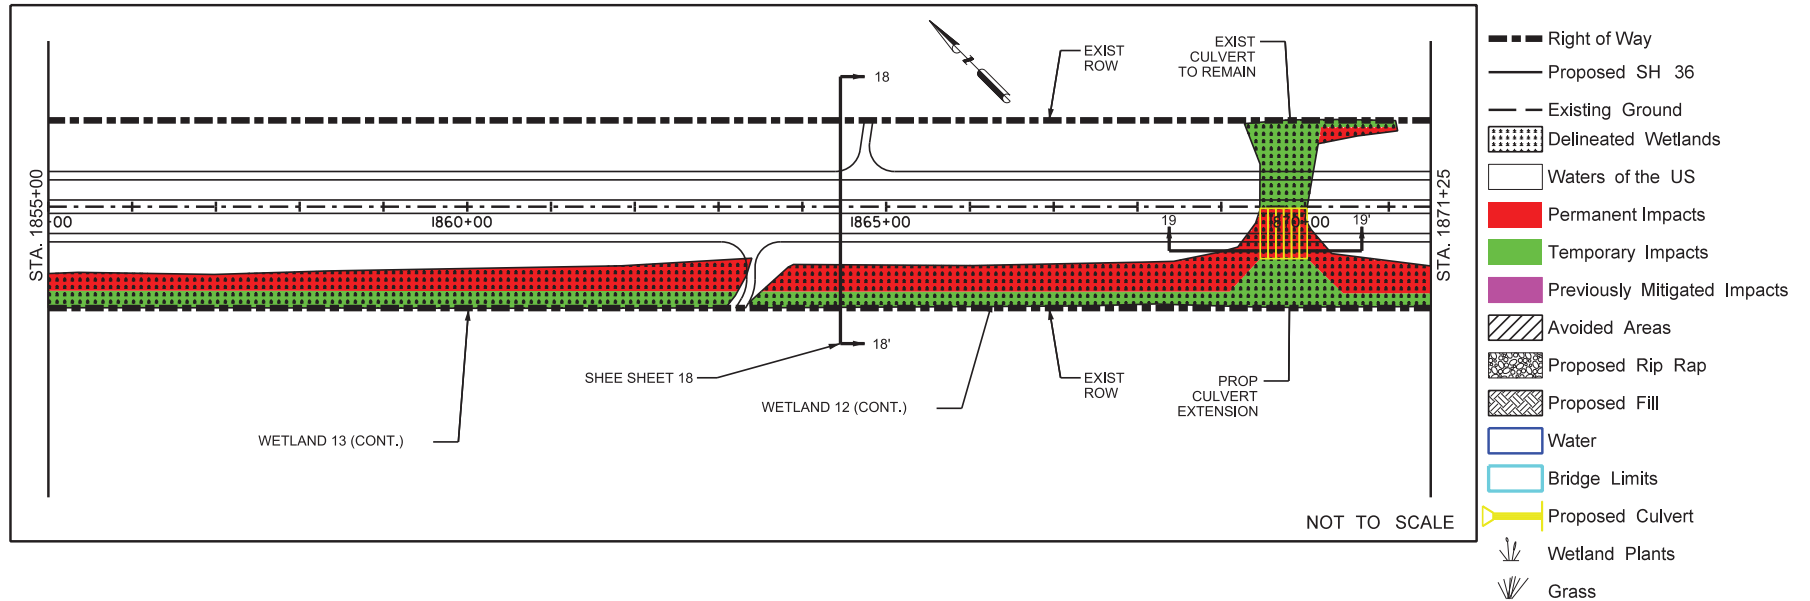 EXIST
ROW
EXIST
CULVERT
TO REMAIN
18
N
STA. 1855+00
+00
1860+00
1865+00
19
870+00
19'
STA. 1871+25
18'
SHEE SHEET 18
WETLAND 12 (CONT.)
WETLAND 13 (CONT.)
EXIST
ROW
PROP
CULVERT
EXTENSION
NOT TO SCALE
Right of Way
Proposed SH 36
Existing Ground
Delineated Wetlands
Waters of the US
Permanent Impacts
Temporary Impacts
Previously Mitigated Impacts
Avoided Areas
Proposed Rip Rap
Proposed Fill
Water
Bridge Limits
Proposed Culvert
Wetland Plants
Grass